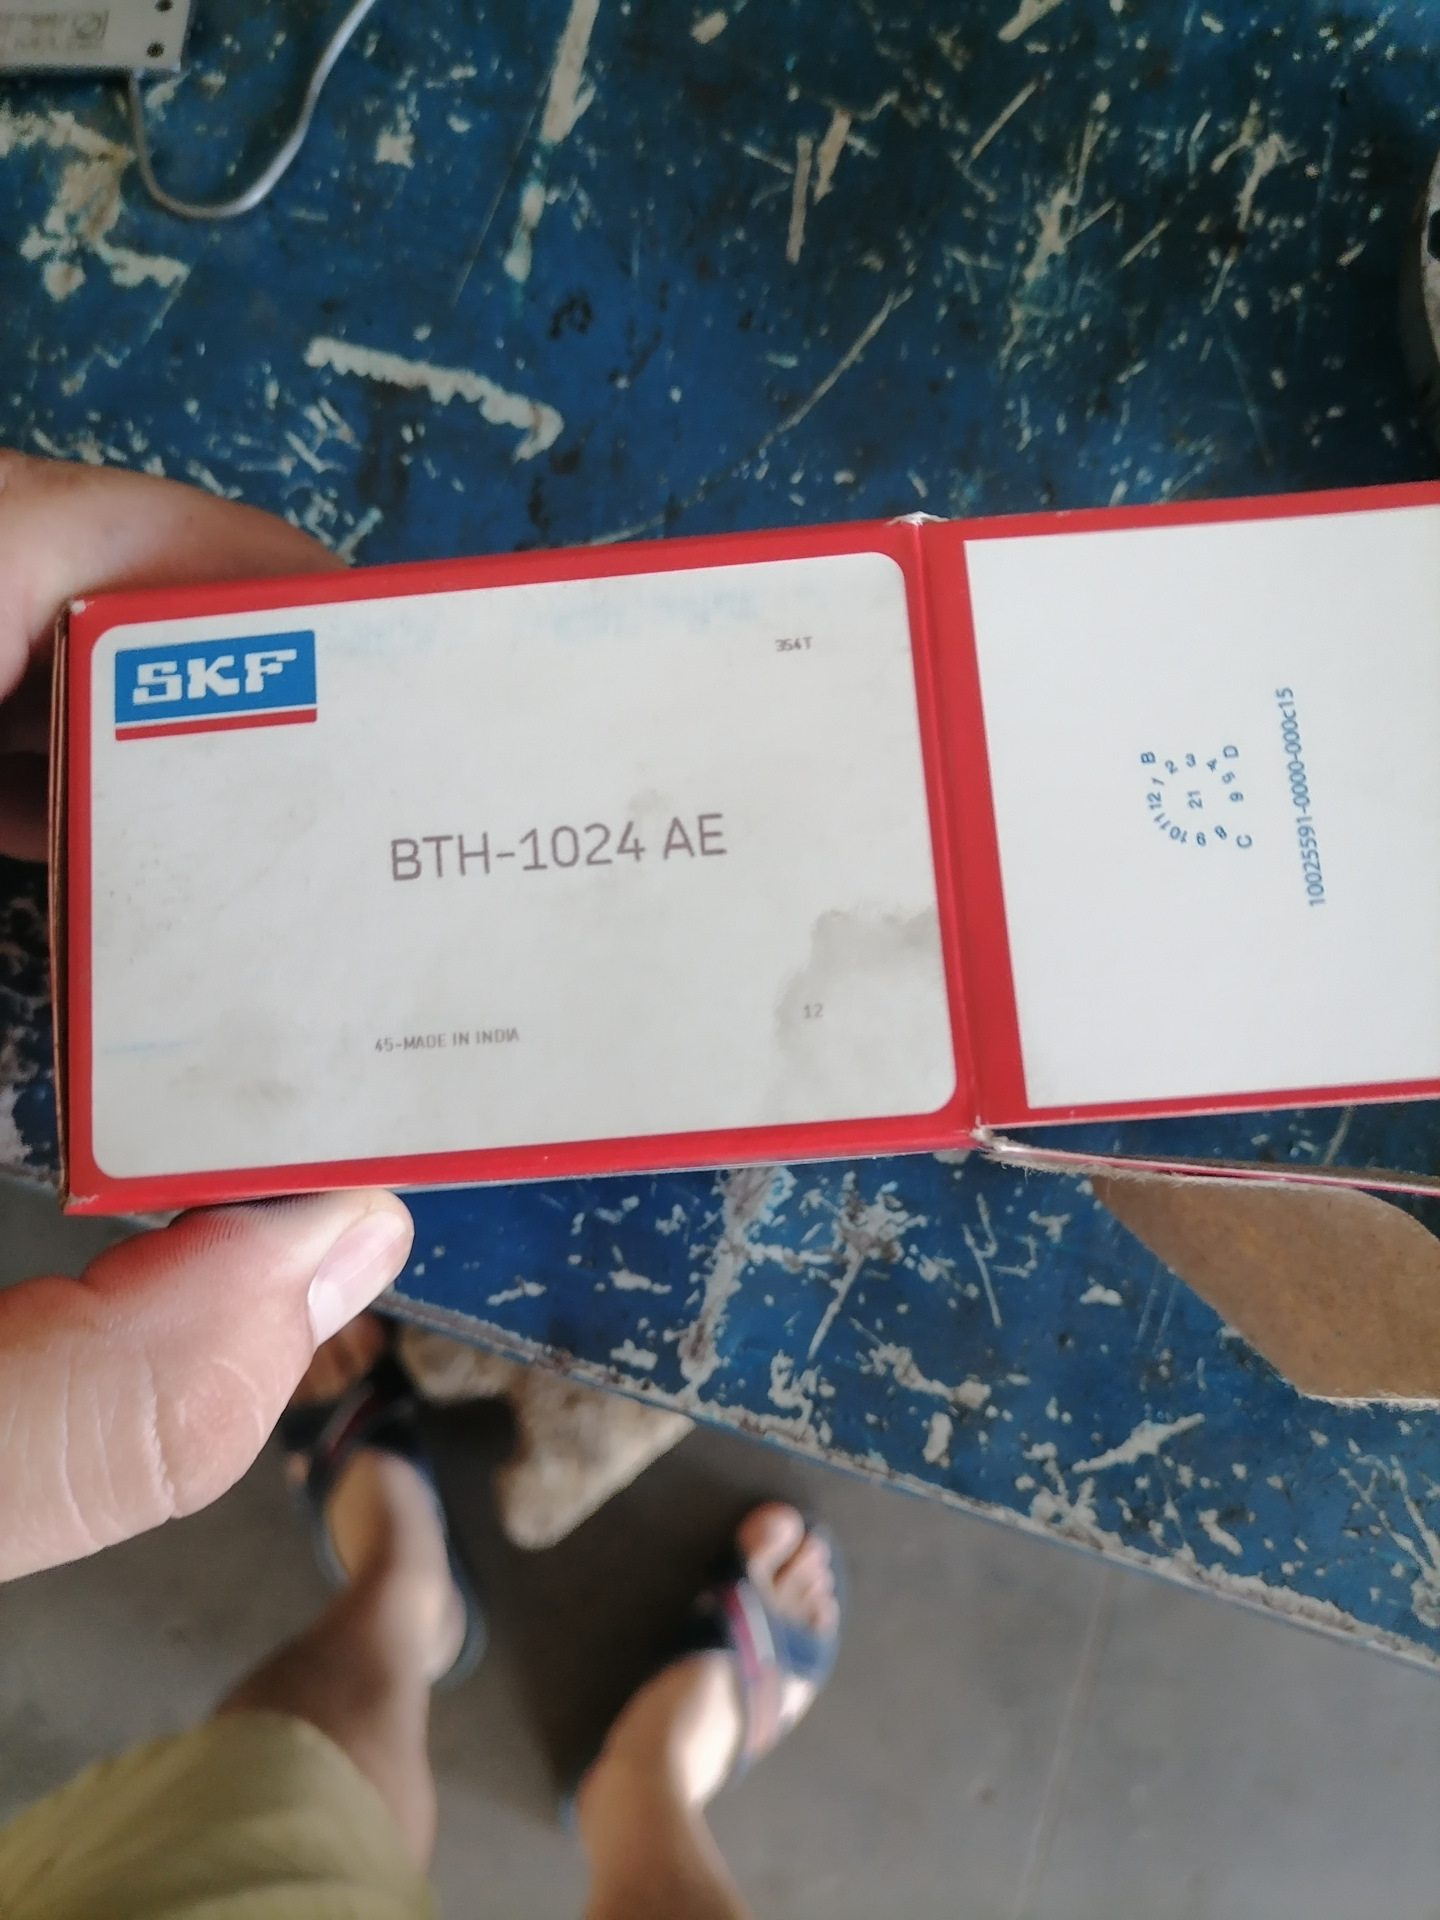 SKF
354T
BTH-1024 AE
12
45-MADE IN INDIA
10025591-0000-000c15